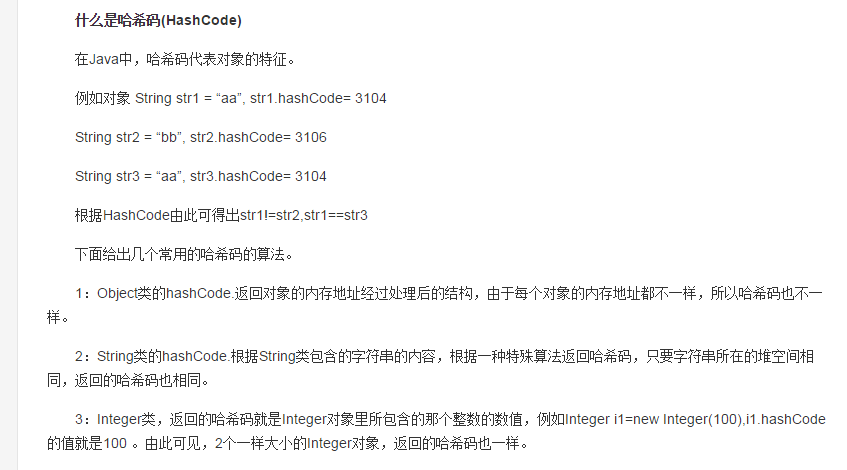 什么是哈希码(HashCode)
在Java中，哈希码代表对象的特征。
例如对象 String str1 = “aa”, str1.hashCode= 3104
String str2 = “bb”, str2.hashCode= 3106
String str3 = “aa”, str3.hashCode= 3104
根据HashCode由此可得出str1!=str2,str1==str3
下面给出几个常用的哈希码的算法。
1：Object类的hashCode.返回对象的内存地址经过处理后的结构，由于每个对象的内存地址都不一样，所以哈希码也不一
样。
2：String类的hashCode.根据String类包含的字符串的内容，根据一种特殊算法返回哈希码，只要字符串所在的堆空间相
同，返回的哈希码也相同。
3：Integer类，返回的哈希码就是Integer对象里所包含的那个整数的数值，例如Integer i1=new Integer(100),i1.hashCode
的值就是100 。由此可见，2个一样大小的Integer对象，返回的哈希码也一样。